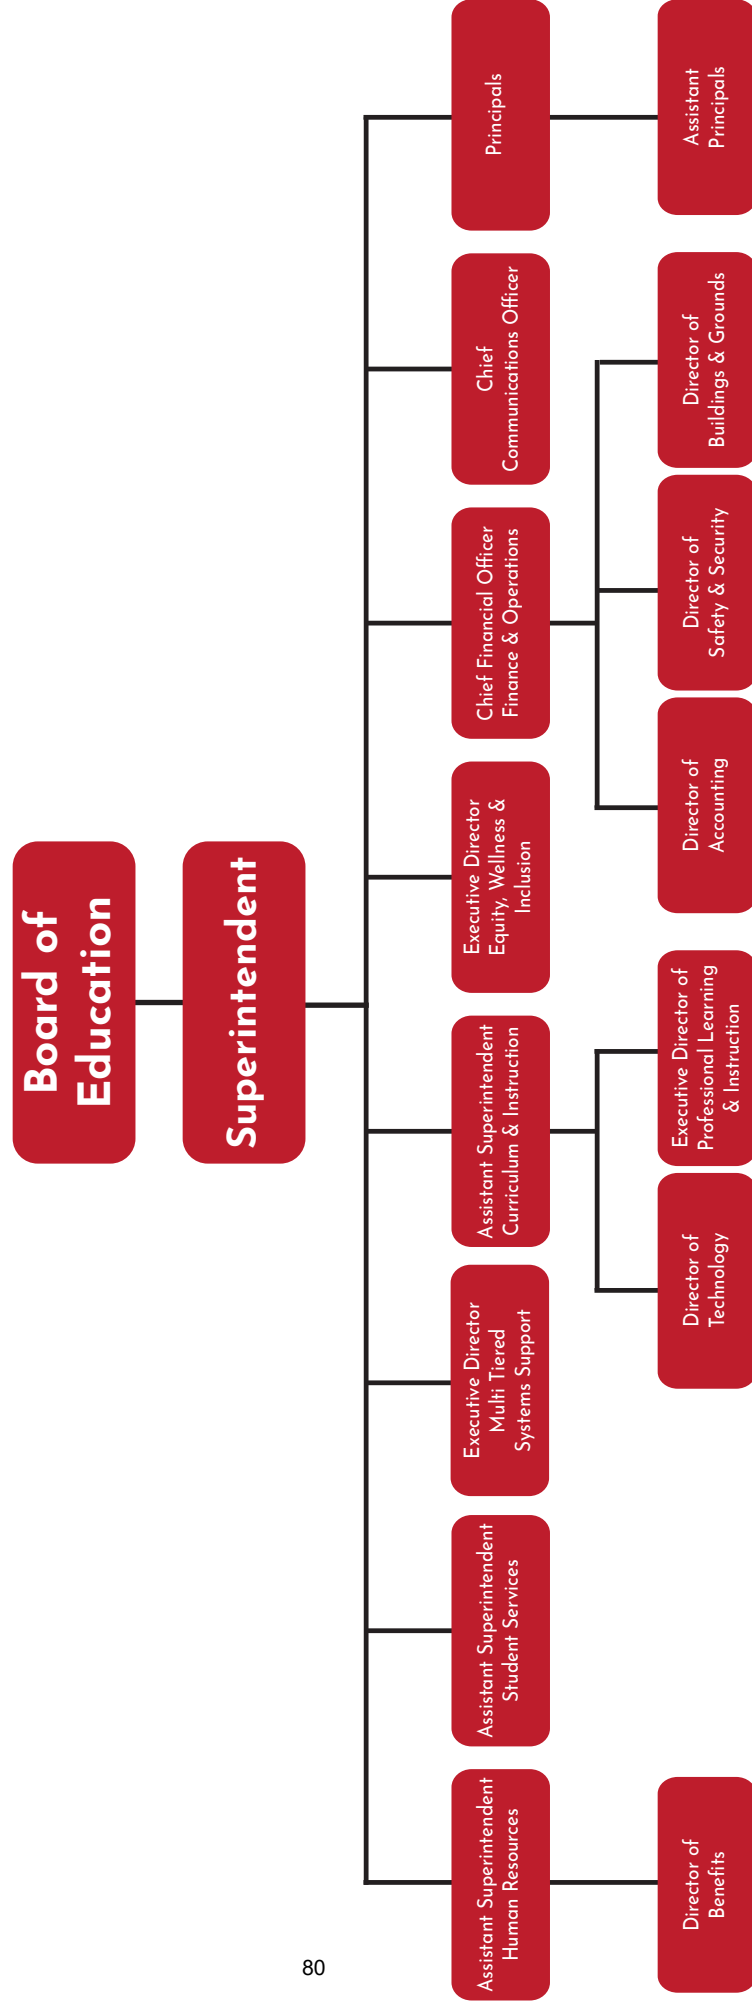 Board of
Education
Superintendent
Assistant Superintendent
Human Resources
Assistant Superintendent
Student Services
Executive Director
Multi Tiered
Systems Support
Assistant Superintendent
Curriculum & Instruction
Executive Director
Equity, Wellness &
Inclusion
Chief Financial Officer
Finance & Operations
Chief
Communications Officer
Principals
Director of
Benefits
Director of
Technology
Executive Director of
Professional Learning
& Instruction
Director of
Accounting
Director of
Safety & Security
Director of
Buildings & Grounds
Assistant
Principals
80